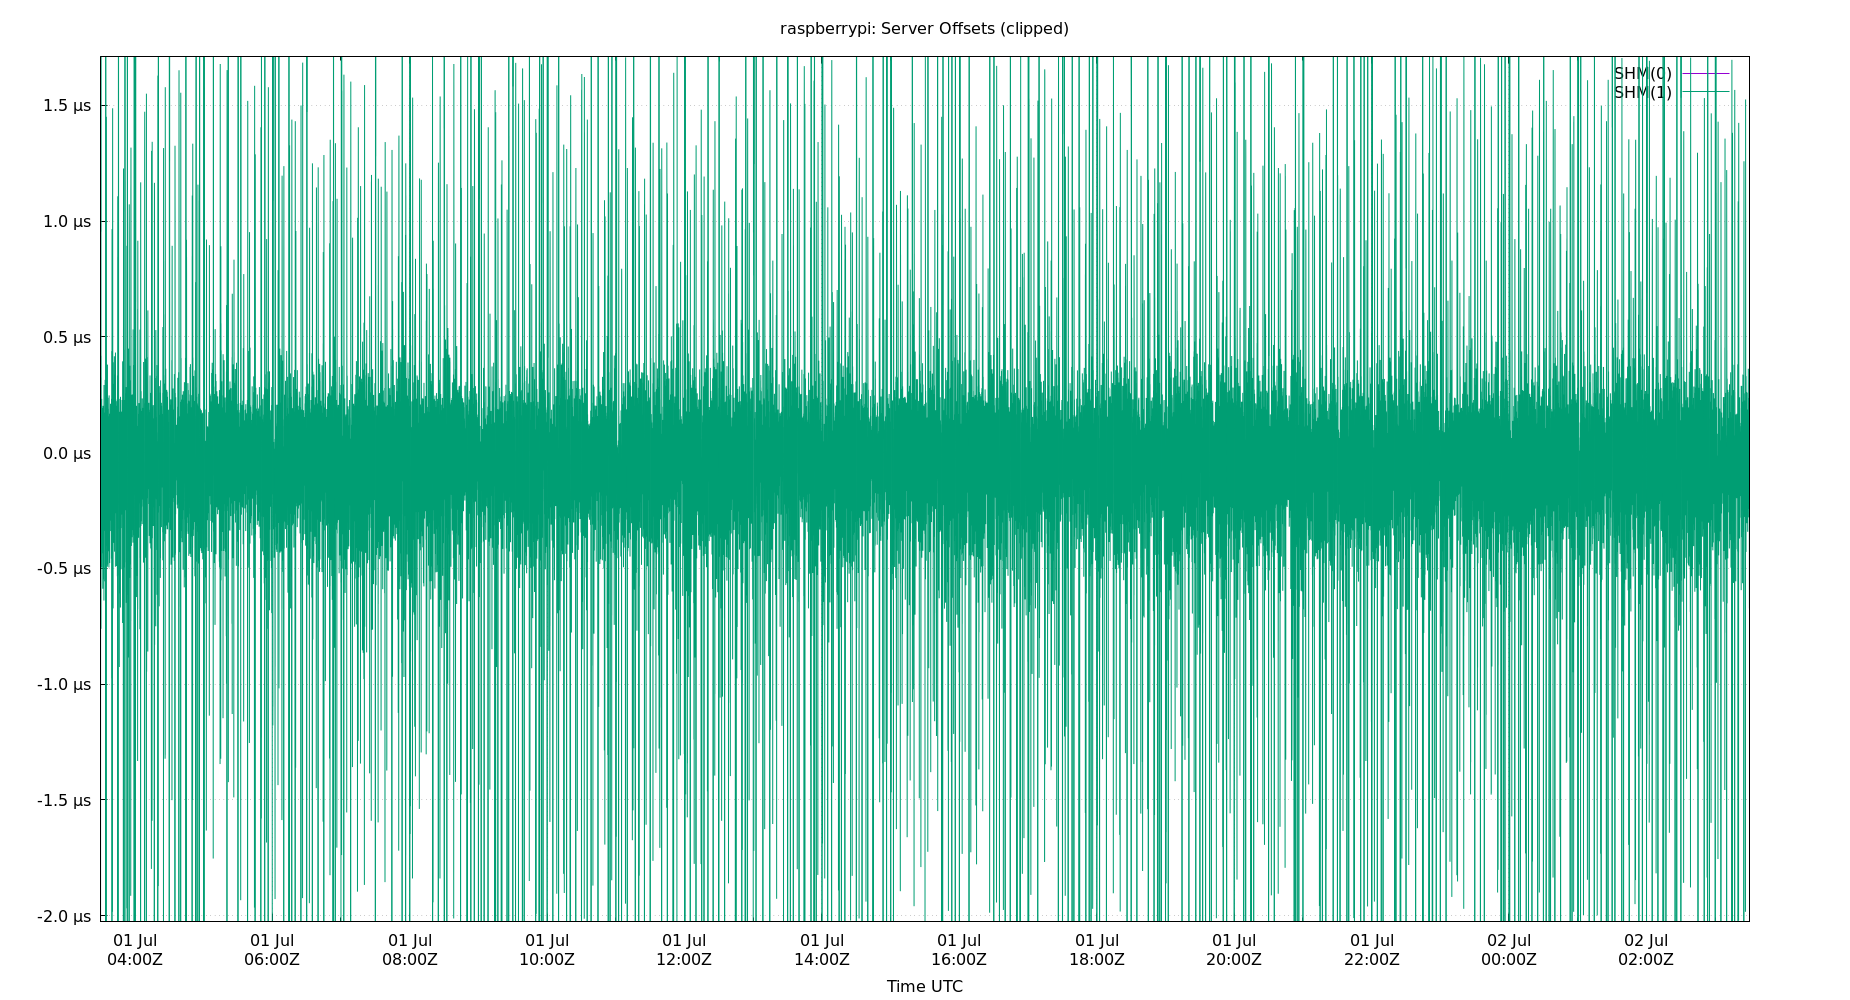 raspberrypi: Server Offsets (clipped)
SHM(0)
SHM(1)
1.5 μs
1.0 μs
0.5 μs
0.0 μs
-0.5 μs
-1.0 μs
-1.5 μs
-2.0 μs
01 Jul 01 Jul 01 Jul 01 Jul 01 Jul 01 Jul 01 Jul 01 Jul 01 Jul 01 Jul 02 Jul 02 Jul
04:00Z 06:00Z 08:00Z 10:00Z 12:00Z 14:00Z 16:00Z 18:00Z 20:00Z 22:00Z 00:00Z 02:00Z
Time UTC